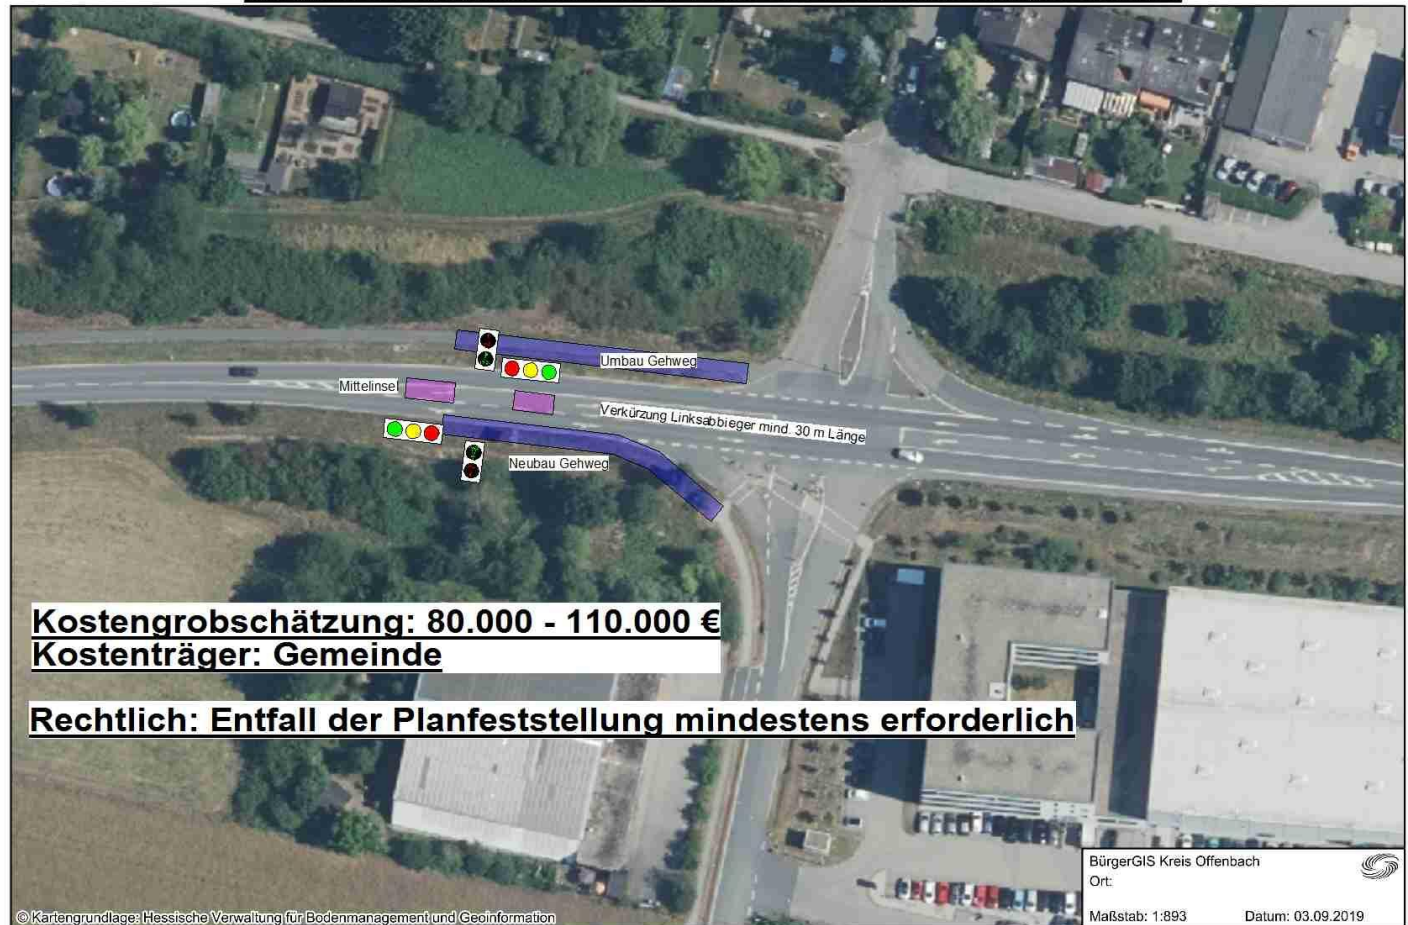 Umbau Gehweg
Mittelinsel
Verkürzung Linksabbieger mind. 30 m Länge
Neubau Gehweg
Kostengrobschätzung: 80.000 - 110.000 €
Kostenträger: Gemeinde
Rechtlich: Entfall der Planfeststellung mindestens erforderlich
BürgerGIS Kreis Offenbach
Ort:
Maßstab: 1:893 Datum: 03.09.2019
© Kartengrundlage: Hessische Verwaltung für Bodenmanagement und Geoinformation